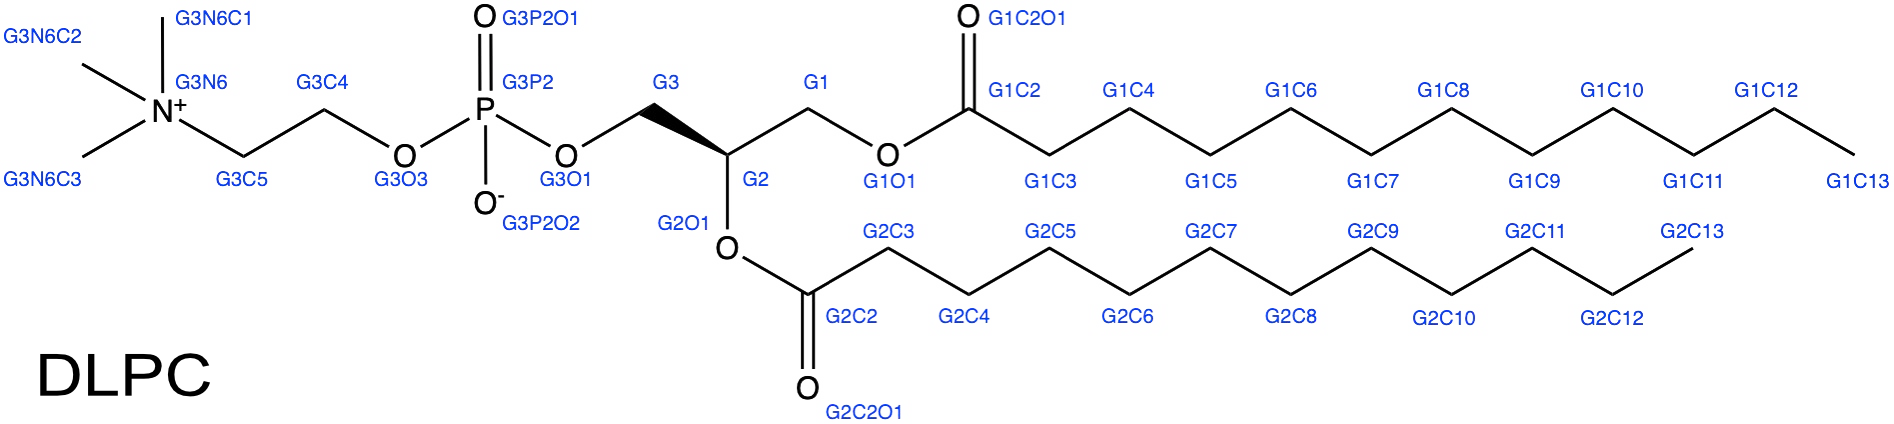 G3N6C1 O G3P2O1 O G1C2O1
G3N6C2
G3N6 G3C4 G3P2 G3 G1 G1C2 G1C4 G1C6 G1C8 G1C10 G1C12
N+ P
O O O
G3N6C3 G3C5 G3O3 G3O1 G2 G1O1 G1C3 G1C5 G1C7 G1C9 G1C11 G1C13
O-
G3P2O2 G2O1 G2C3 G2C5 G2C7 G2C9 G2C11 G2C13
O
G2C2 G2C4 G2C6 G2C8 G2C10 G2C12
DLPC
O
G2C2O1